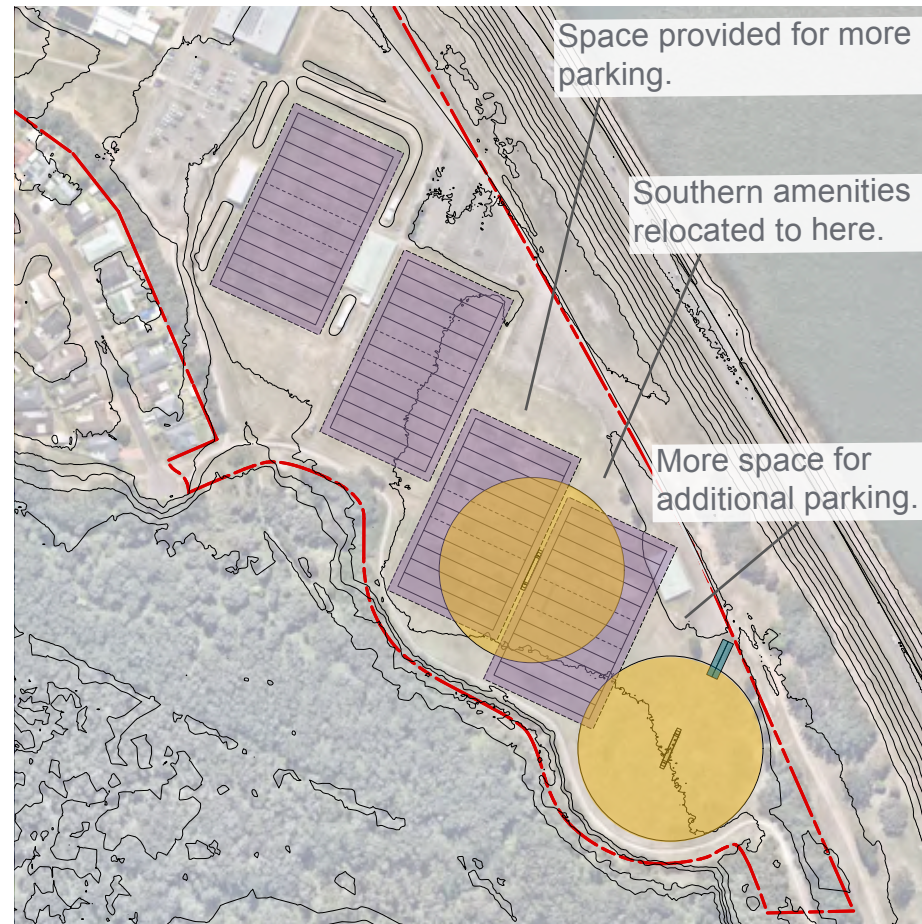 Space provided for more
parking.
Southern amenities
relocated to here.
More space for
additional parking.